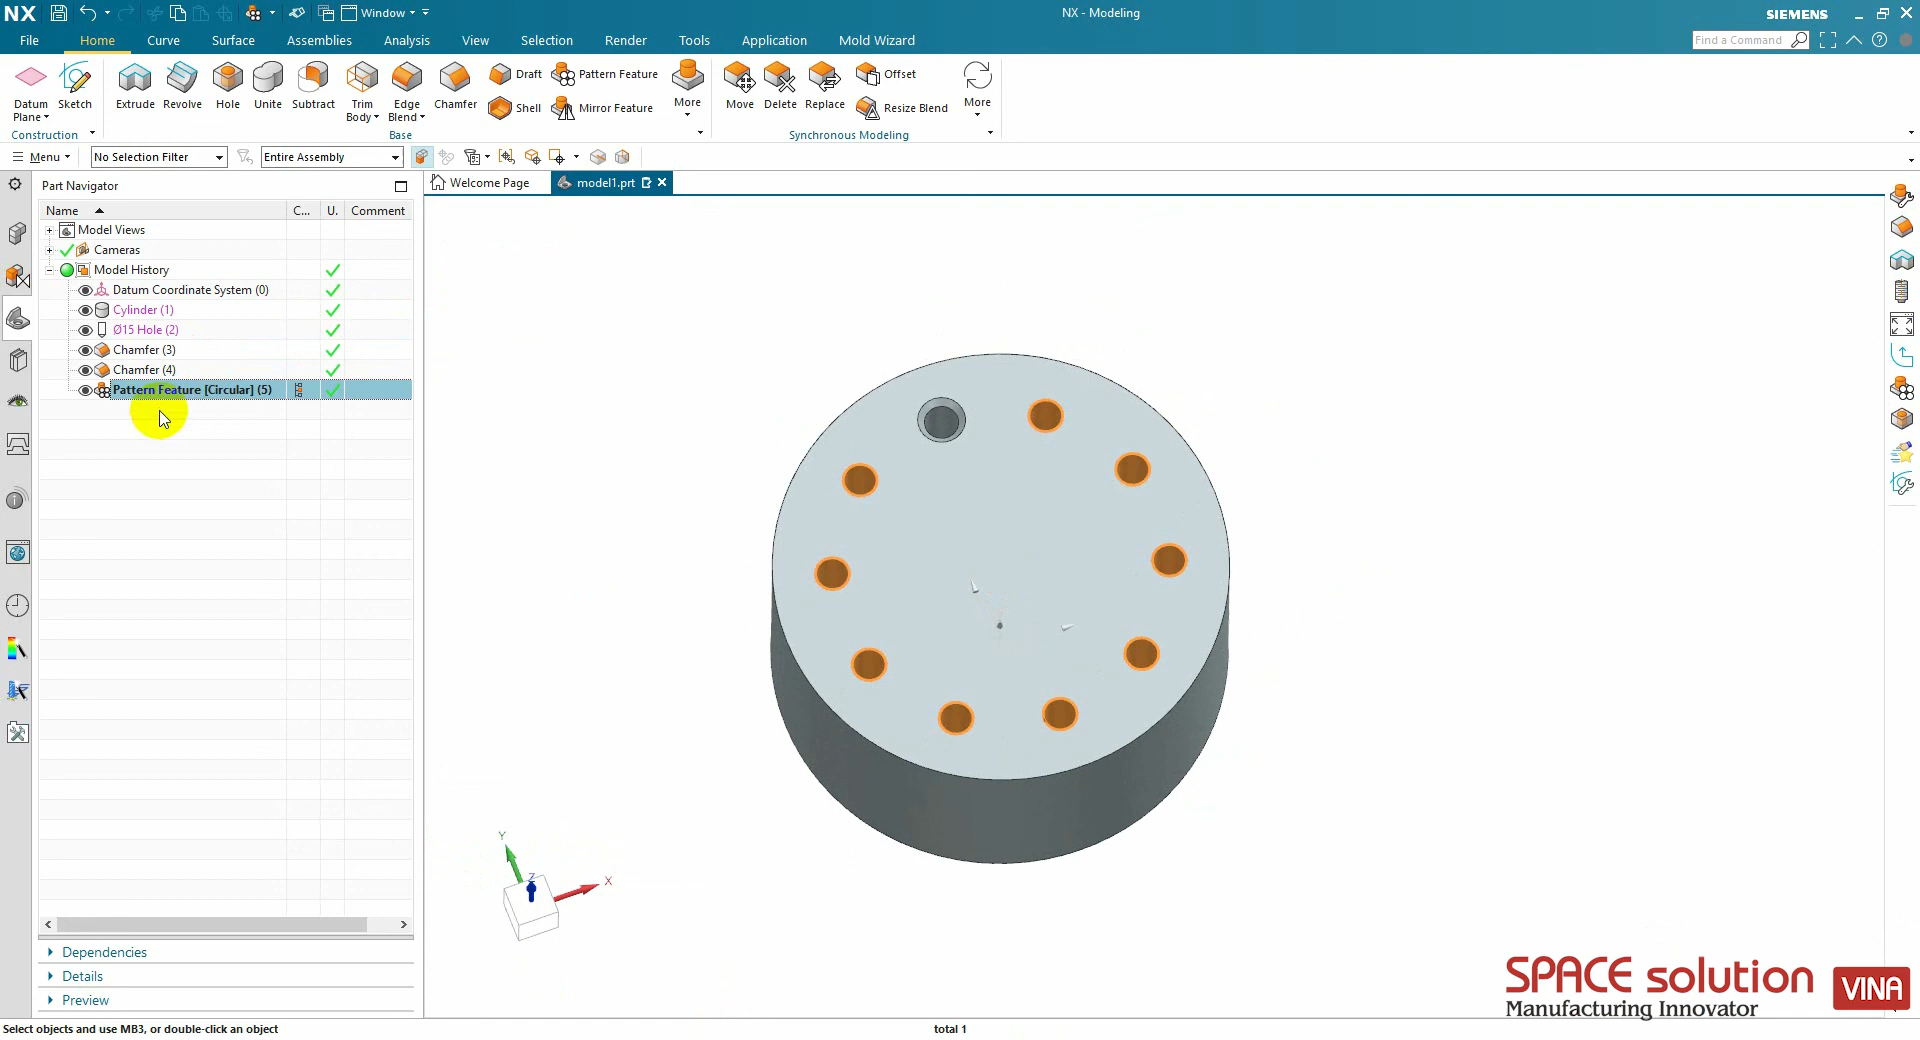 NX Window NX - Modeling SIEMENS
File Home Curve Surface Assemblies Analysis View Selection Render Tools Application Mold Wizard Find a Command
Datum Plane Sketch Extrude Revolve Hole Unite Subtract Trim Body Edge Blend Chamfer Draft Shell Pattern Feature Mirror Feature More Move Delete Replace Offset Resize Blend More
Construction Base Synchronous Modeling
Menu No Selection Filter Entire Assembly
Part Navigator Welcome Page model1.prt
Name C... U. Comment
Model Views
Cameras
Model History
Datum Coordinate System (0)
Cylinder (1)
Ø15 Hole (2)
Chamfer (3)
Chamfer (4)
Pattern Feature [Circular] (5)
Y
Z
X
Dependencies
Details
Preview
SPACE solution VINA
Manufacturing Innovator
Select objects and use MB3, or double-click an object total 1